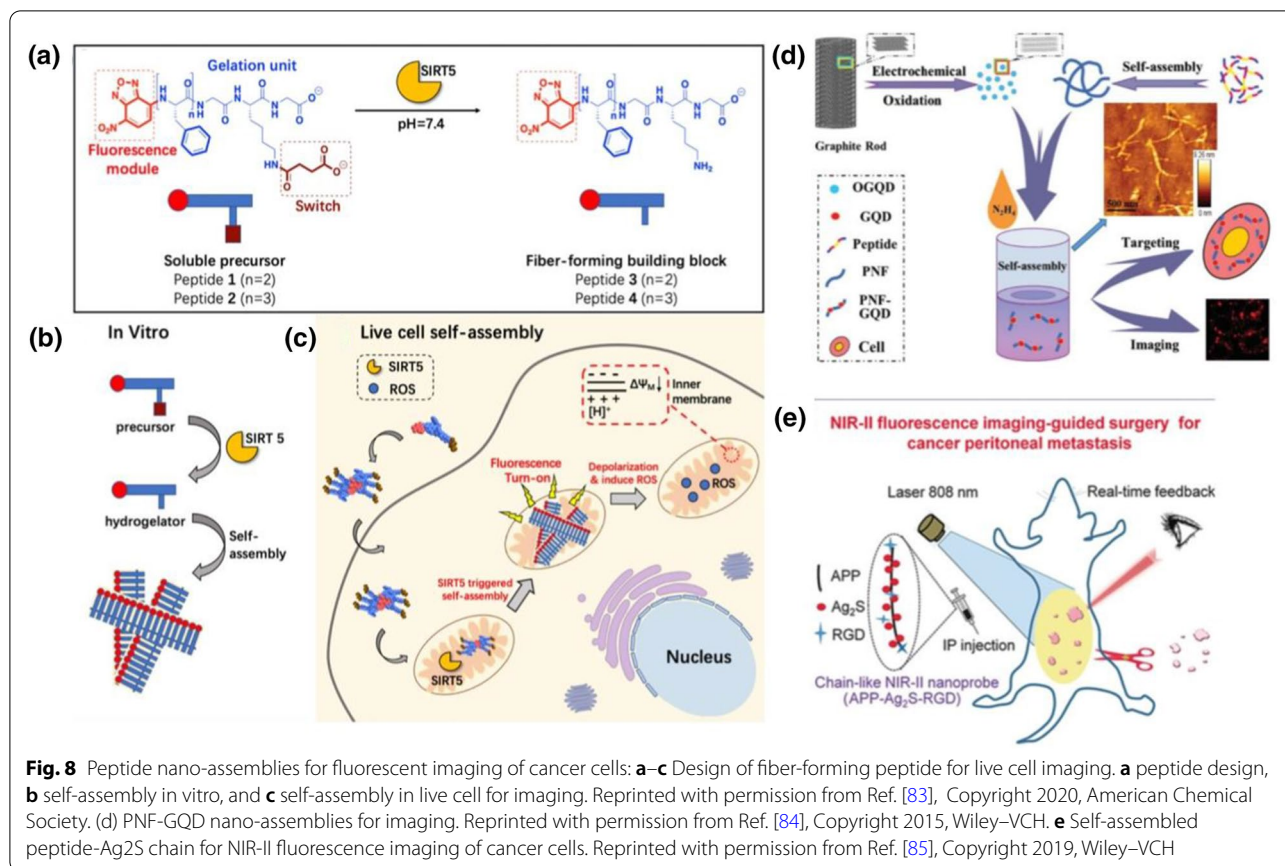 (a)
Gelation unit
SIRT5
pH=7.4
Fluorescence
module
Switch
Soluble precursor
Peptide 1 (n=2)
Peptide 2 (n=3)
Fiber-forming building block
Peptide 3 (n=2)
Peptide 4 (n=3)
(b) In Vitro
precursor
SIRT 5
hydrogelator
Self-
assembly
(c) Live cell self-assembly
SIRT5
ROS
ΔΨM↓
Inner
membrane
- - -
+ + +
[H]⁺
Fluorescence
Turn-on
Depolarization
& induce ROS
ROS
SIRT5 triggered
self-assembly
SIRT5
Nucleus
(d)
Electrochemical
Oxidation
Self-assembly
Graphite Rod
OGQD
GQD
Peptide
PNF
PNF-
GQD
Cell
N₂H₄
Self-assembly
500 nm
0 nm
Targeting
Imaging
(e) NIR-II fluorescence imaging-guided surgery for
cancer peritoneal metastasis
Laser 808 nm
Real-time feedback
APP
Ag₂S
RGD
IP injection
Chain-like NIR-II nanoprobe
(APP-Ag₂S-RGD)
Fig. 8 Peptide nano-assemblies for fluorescent imaging of cancer cells: a–c Design of fiber-forming peptide for live cell imaging. a peptide design,
b self-assembly in vitro, and c self-assembly in live cell for imaging. Reprinted with permission from Ref. [83], Copyright 2020, American Chemical
Society. (d) PNF-GQD nano-assemblies for imaging. Reprinted with permission from Ref. [84], Copyright 2015, Wiley–VCH. e Self-assembled
peptide-Ag2S chain for NIR-II fluorescence imaging of cancer cells. Reprinted with permission from Ref. [85], Copyright 2019, Wiley–VCH